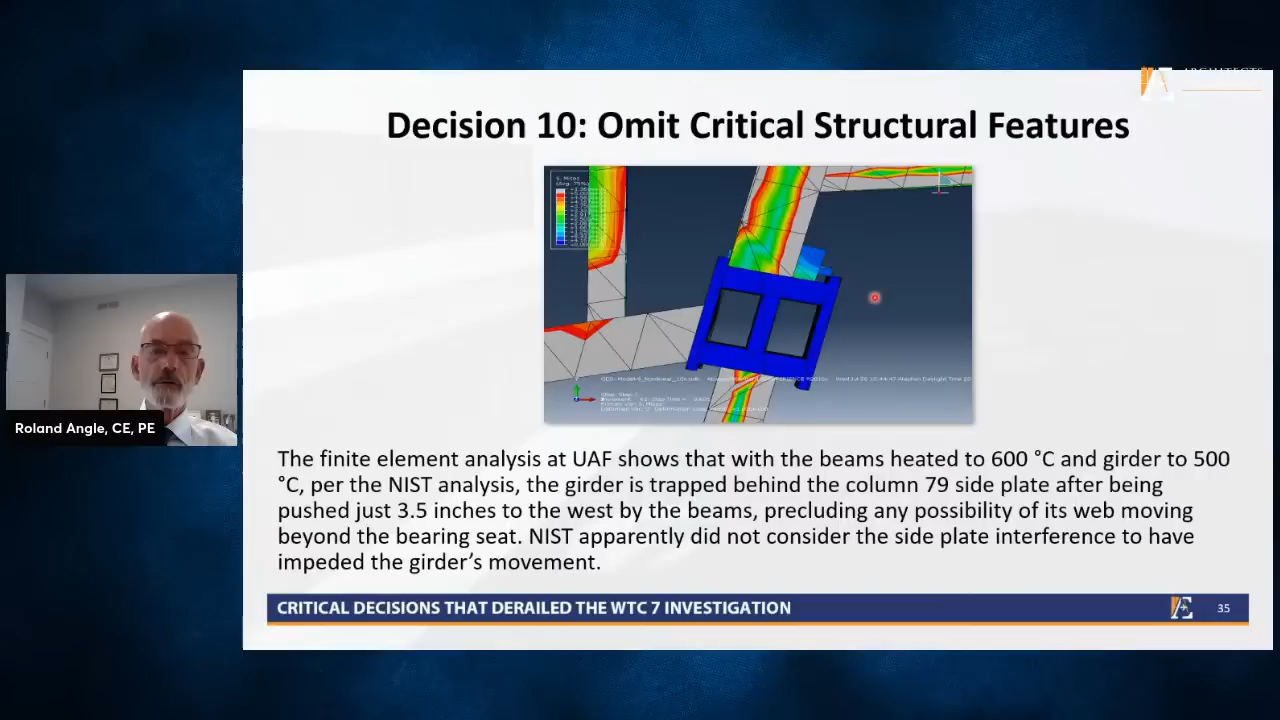 Decision 10: Omit Critical Structural Features
The finite element analysis at UAF shows that with the beams heated to 600 °C and girder to 500
°C, per the NIST analysis, the girder is trapped behind the column 79 side plate after being
pushed just 3.5 inches to the west by the beams, precluding any possibility of its web moving
beyond the bearing seat. NIST apparently did not consider the side plate interference to have
impeded the girder’s movement.
Roland Angle, CE, PE
CRITICAL DECISIONS THAT DERAILED THE WTC 7 INVESTIGATION
35